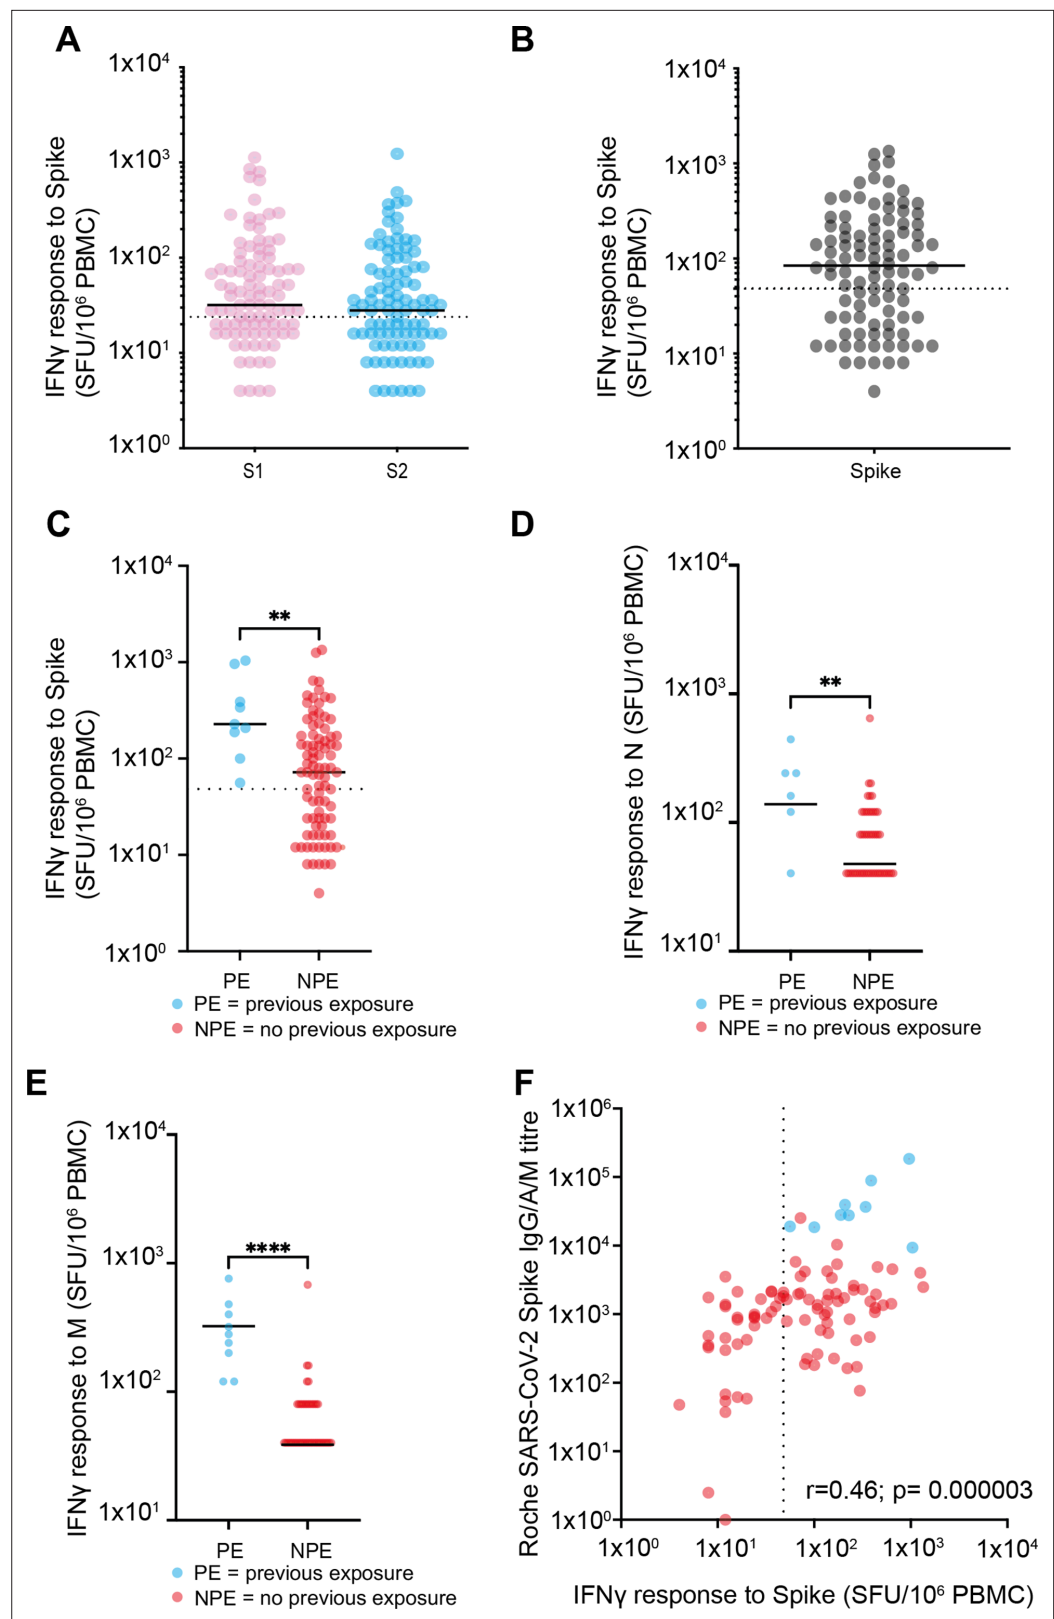 A
IFNγ response to Spike
(SFU/10⁶ PBMC)
1x10⁴
1x10³
1x10²
1x10¹
1x10⁰
S1
S2
B
IFNγ response to Spike
(SFU/10⁶ PBMC)
1x10⁴
1x10³
1x10²
1x10¹
1x10⁰
Spike
C
IFNγ response to Spike
(SFU/10⁶ PBMC)
1x10⁴
1x10³
1x10²
1x10¹
1x10⁰
**
PE
NPE
PE = previous exposure
NPE = no previous exposure
D
IFNγ response to N (SFU/10⁶ PBMC)
1x10⁴
1x10³
1x10²
1x10¹
**
PE
NPE
PE = previous exposure
NPE = no previous exposure
E
IFNγ response to M (SFU/10⁶ PBMC)
1x10⁴
1x10³
1x10²
1x10¹
****
PE
NPE
PE = previous exposure
NPE = no previous exposure
F
Roche SARS-CoV-2 Spike IgG/A/M titre
1x10⁶
1x10⁵
1x10⁴
1x10³
1x10²
1x10¹
1x10⁰
r=0.46; p= 0.000003
1x10⁰
1x10¹
1x10²
1x10³
1x10⁴
IFNγ response to Spike (SFU/10⁶ PBMC)